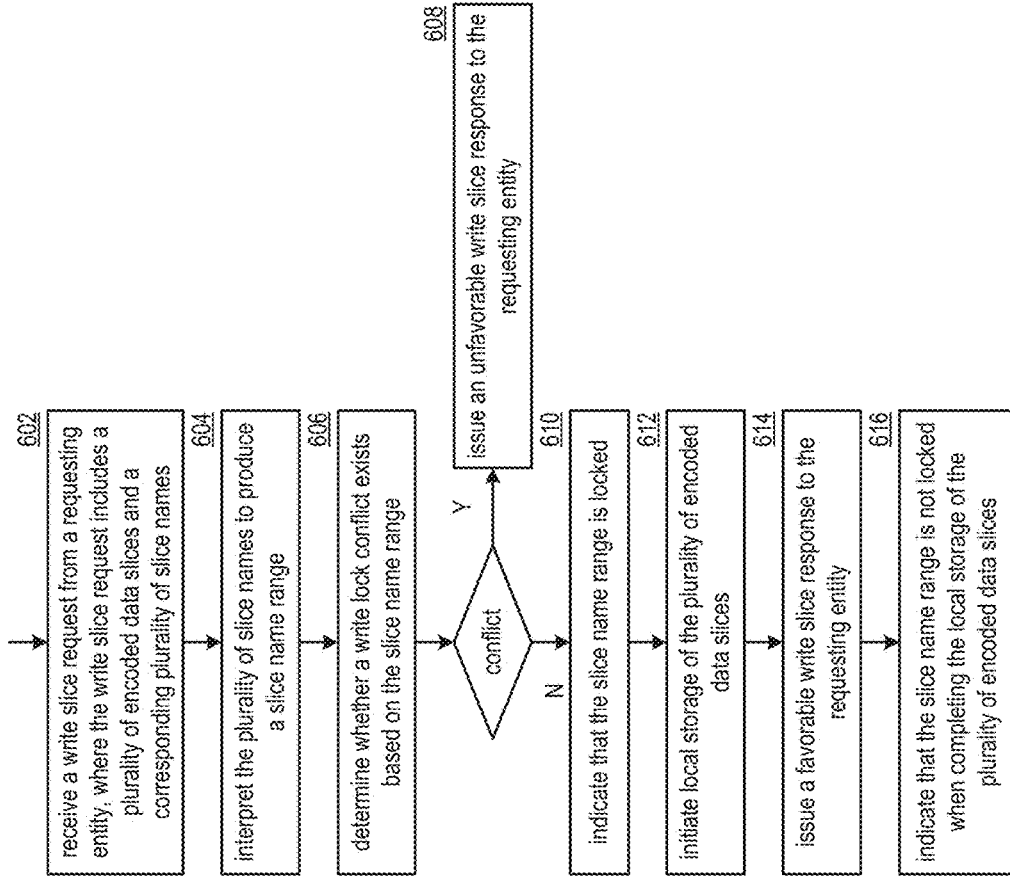 602
receive a write slice request from a requesting
entity, where the write slice request includes a
plurality of encoded data slices and a
corresponding plurality of slice names
604
interpret the plurality of slice names to produce
a slice name range
606
determine whether a write lock conflict exists
based on the slice name range
conflict
Y
608
issue an unfavorable write slice response to the
requesting entity
N
610
indicate that the slice name range is locked
612
initiate local storage of the plurality of encoded
data slices
614
issue a favorable write slice response to the
requesting entity
616
indicate that the slice name range is not locked
when completing the local storage of the
plurality of encoded data slices